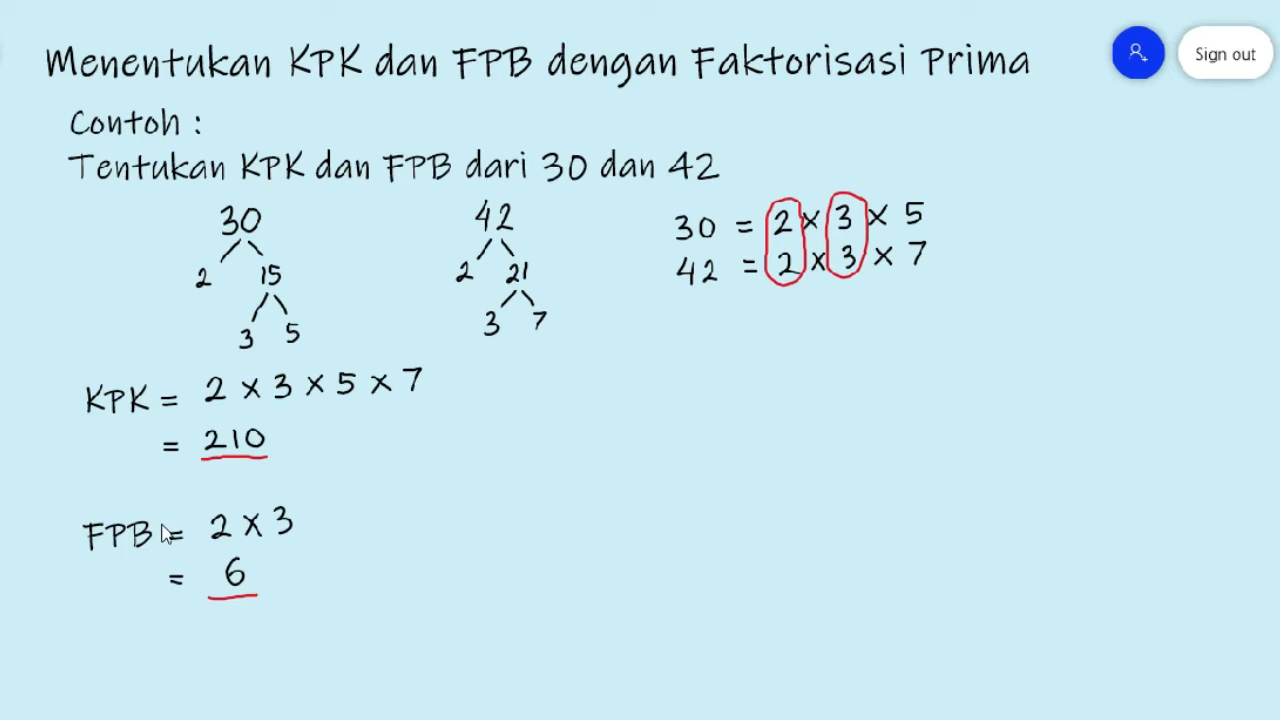 Menentukan KPK dan FPB dengan Faktorisasi Prima
Sign out
Contoh :
Tentukan KPK dan FPB dari 30 dan 42
30
2 15
3 5
42
2 21
3 7
30 = 2 x 3 x 5
42 = 2 x 3 x 7
KPK = 2 x 3 x 5 x 7
= 210
FPB = 2 x 3
= 6